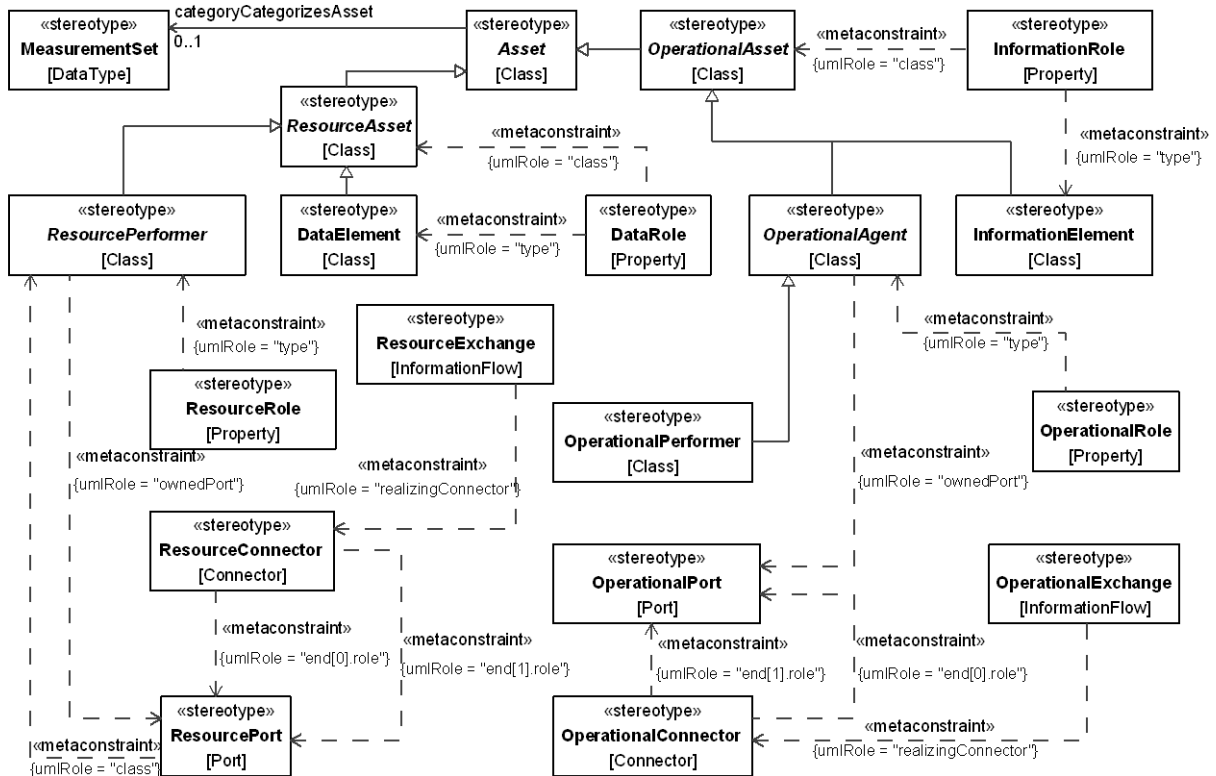 categoryCategorizesAsset
0..1
«stereotype»
MeasurementSet
[DataType]
«stereotype»
Asset
[Class]
«stereotype»
OperationalAsset
[Class]
«metaconstraint»
{umlRole = "class"}
«stereotype»
InformationRole
[Property]
«stereotype»
ResourceAsset
[Class]
«metaconstraint»
{umlRole = "class"}
«metaconstraint»
{umlRole = "type"}
«stereotype»
ResourcePerformer
[Class]
«stereotype»
DataElement
[Class]
«metaconstraint»
{umlRole = "type"}
«stereotype»
DataRole
[Property]
«stereotype»
OperationalAgent
[Class]
«stereotype»
InformationElement
[Class]
«metaconstraint»
{umlRole = "type"}
«stereotype»
ResourceExchange
[InformationFlow]
«metaconstraint»
{umlRole = "type"}
«stereotype»
ResourceRole
[Property]
«stereotype»
OperationalPerformer
[Class]
«stereotype»
OperationalRole
[Property]
«metaconstraint»
{umlRole = "ownedPort"}
«metaconstraint»
{umlRole = "realizingConnector"}
«metaconstraint»
{umlRole = "ownedPort"}
«stereotype»
ResourceConnector
[Connector]
«stereotype»
OperationalPort
[Port]
«stereotype»
OperationalExchange
[InformationFlow]
«metaconstraint»
{umlRole = "end[0].role"}
«metaconstraint»
{umlRole = "end[1].role"}
«metaconstraint»
{umlRole = "end[1].role"}
«metaconstraint»
{umlRole = "end[0].role"}
«stereotype»
ResourcePort
[Port]
«metaconstraint»
{umlRole = "class"}
«stereotype»
OperationalConnector
[Connector]
«metaconstraint»
{umlRole = "realizingConnector"}